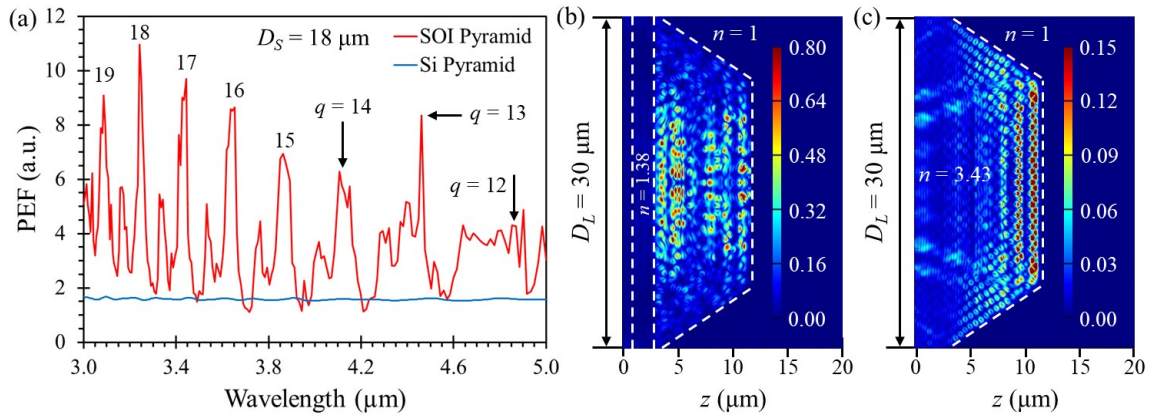 (a)
12
10
8
6
4
2
0
PEF (a.u.)
3.0 3.4 3.8 4.2 4.6 5.0
Wavelength (μm)
D_S = 18 μm
SOI Pyramid
Si Pyramid
19
18
17
16
15
q = 14
q = 13
q = 12
(b)
D_L = 30 μm
n = 1.38
n = 1
0.80
0.64
0.48
0.32
0.16
0.00
0 5 10 15 20
z (μm)
(c)
D_L = 30 μm
n = 3.43
n = 1
0.15
0.12
0.09
0.06
0.03
0.00
0 5 10 15 20
z (μm)